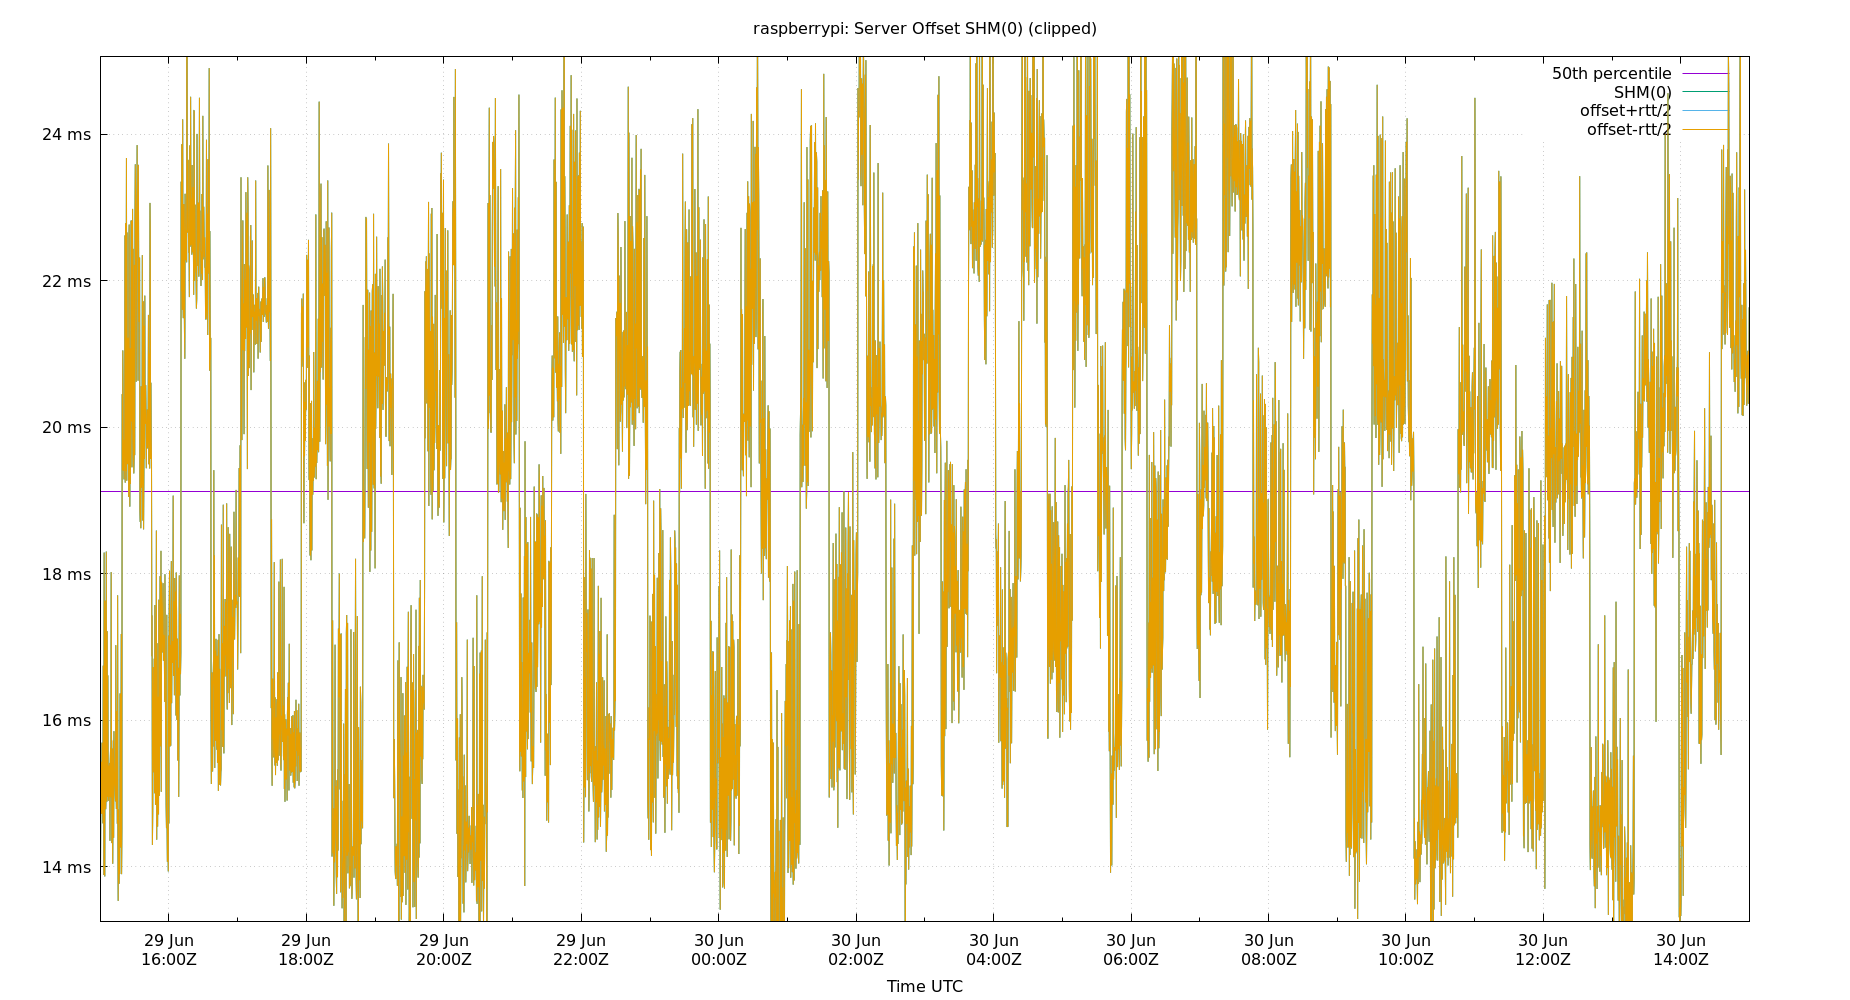 raspberrypi: Server Offset SHM(0) (clipped)
50th percentile
SHM(0)
offset+rtt/2
offset-rtt/2
24 ms
22 ms
20 ms
18 ms
16 ms
14 ms
29 Jun 29 Jun 29 Jun 29 Jun 30 Jun 30 Jun 30 Jun 30 Jun 30 Jun 30 Jun 30 Jun 30 Jun
16:00Z 18:00Z 20:00Z 22:00Z 00:00Z 02:00Z 04:00Z 06:00Z 08:00Z 10:00Z 12:00Z 14:00Z
Time UTC